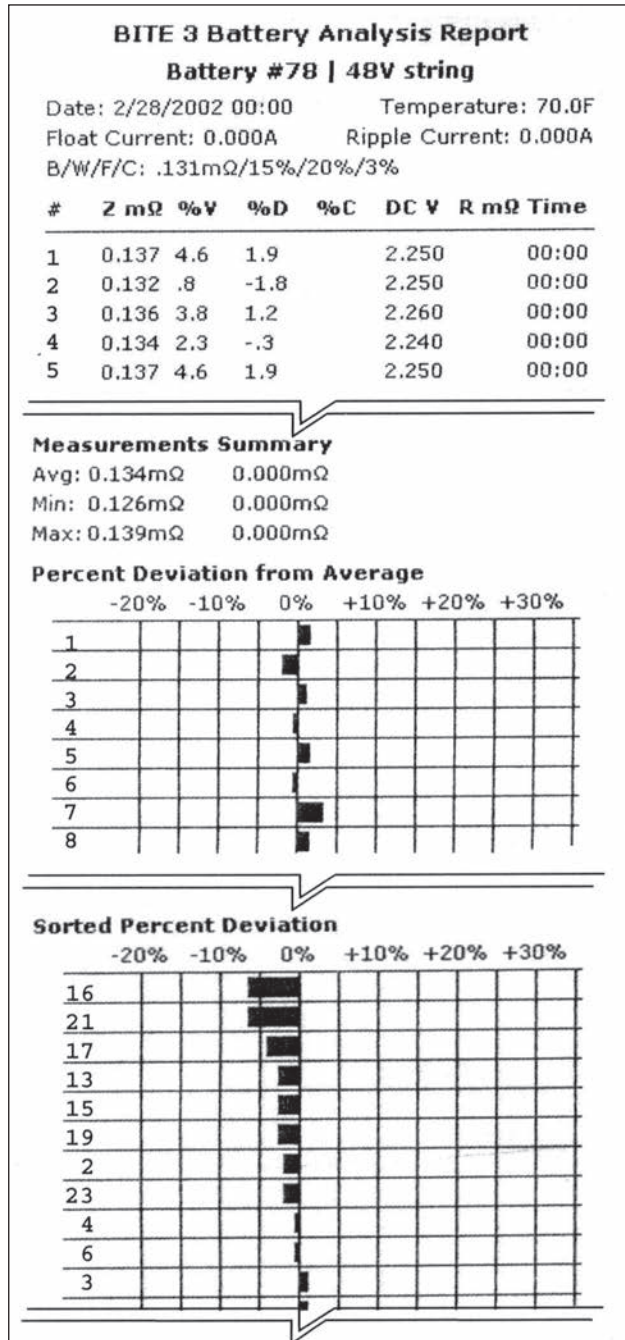 BITE 3 Battery Analysis Report
Battery #78 | 48V string
Date: 2/28/2002 00:00 Temperature: 70.0F
Float Current: 0.000A Ripple Current: 0.000A
B/W/F/C: .131mΩ/15%/20%/3%
# Z mΩ %V %D %C DC V R mΩ Time
1 0.137 4.6 1.9 2.250 00:00
2 0.132 .8 -1.8 2.250 00:00
3 0.136 3.8 1.2 2.260 00:00
4 0.134 2.3 -.3 2.240 00:00
5 0.137 4.6 1.9 2.250 00:00
Measurements Summary
Avg: 0.134mΩ 0.000mΩ
Min: 0.126mΩ 0.000mΩ
Max: 0.139mΩ 0.000mΩ
Percent Deviation from Average
-20% -10% 0% +10% +20% +30%
1
2
3
4
5
6
7
8
Sorted Percent Deviation
-20% -10% 0% +10% +20% +30%
16
21
17
13
15
19
2
23
4
6
3